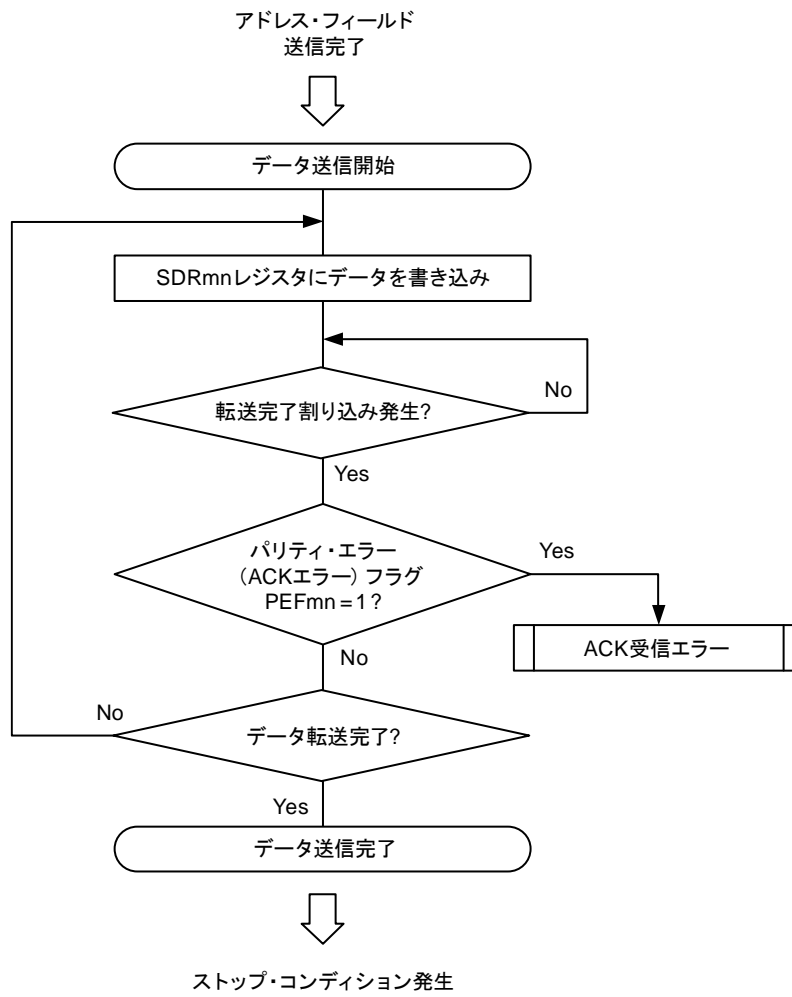 アドレス・フィールド
送信完了
データ送信開始
SDRmnレジスタにデータを書き込み
転送完了割り込み発生?
No
Yes
パリティ・エラー
(ACKエラー) フラグ
PEFmn＝1?
Yes
ACK受信エラー
No
No
データ転送完了?
Yes
データ送信完了
ストップ・コンディション発生